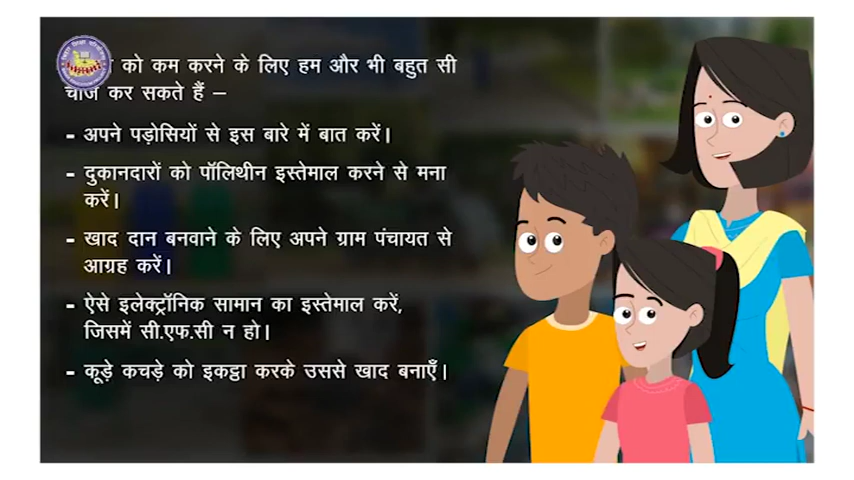 को कम करने के लिए हम और भी बहुत सी
चीजें कर सकते हैं –
- अपने पड़ोसियों से इस बारे में बात करें।
- दुकानदारों को पॉलिथीन इस्तेमाल करने से मना
करें।
- खाद दान बनवाने के लिए अपने ग्राम पंचायत से
आग्रह करें।
- ऐसे इलेक्ट्रॉनिक सामान का इस्तेमाल करें,
जिसमें सी.एफ.सी न हो।
- कूड़े कचड़े को इकट्ठा करके उससे खाद बनाएँ।